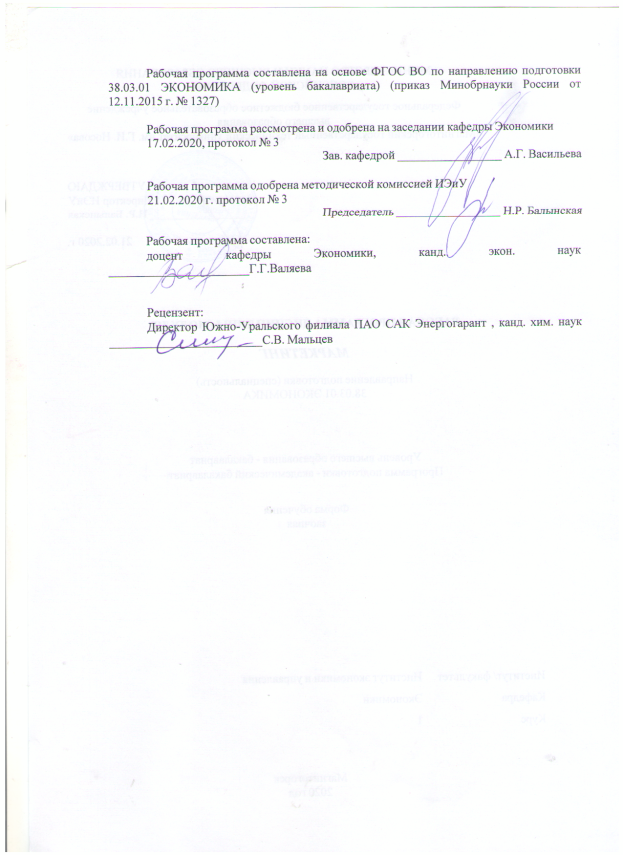 Рабочая программа составлена на основе ФГОС ВО по направлению подготовки
38.03.01 ЭКОНОМИКА (уровень бакалавриата) (приказ Минобрнауки России от
12.11.2015 г. № 1327)
Рабочая программа рассмотрена и одобрена на заседании кафедры Экономики
17.02.2020, протокол № 3
Зав. кафедрой _________________ А.Г. Васильева
Рабочая программа одобрена методической комиссией ИЭиУ
21.02.2020 г. протокол № 3
Председатель _________________ Н.Р. Балынская
Рабочая программа составлена:
доцент кафедры Экономики, канд. экон. наук
_______________________Г.Г.Валяева
Рецензент:
Директор Южно-Уральского филиала ПАО САК Энергогарант , канд. хим. наук
_________________________С.В. Мальцев